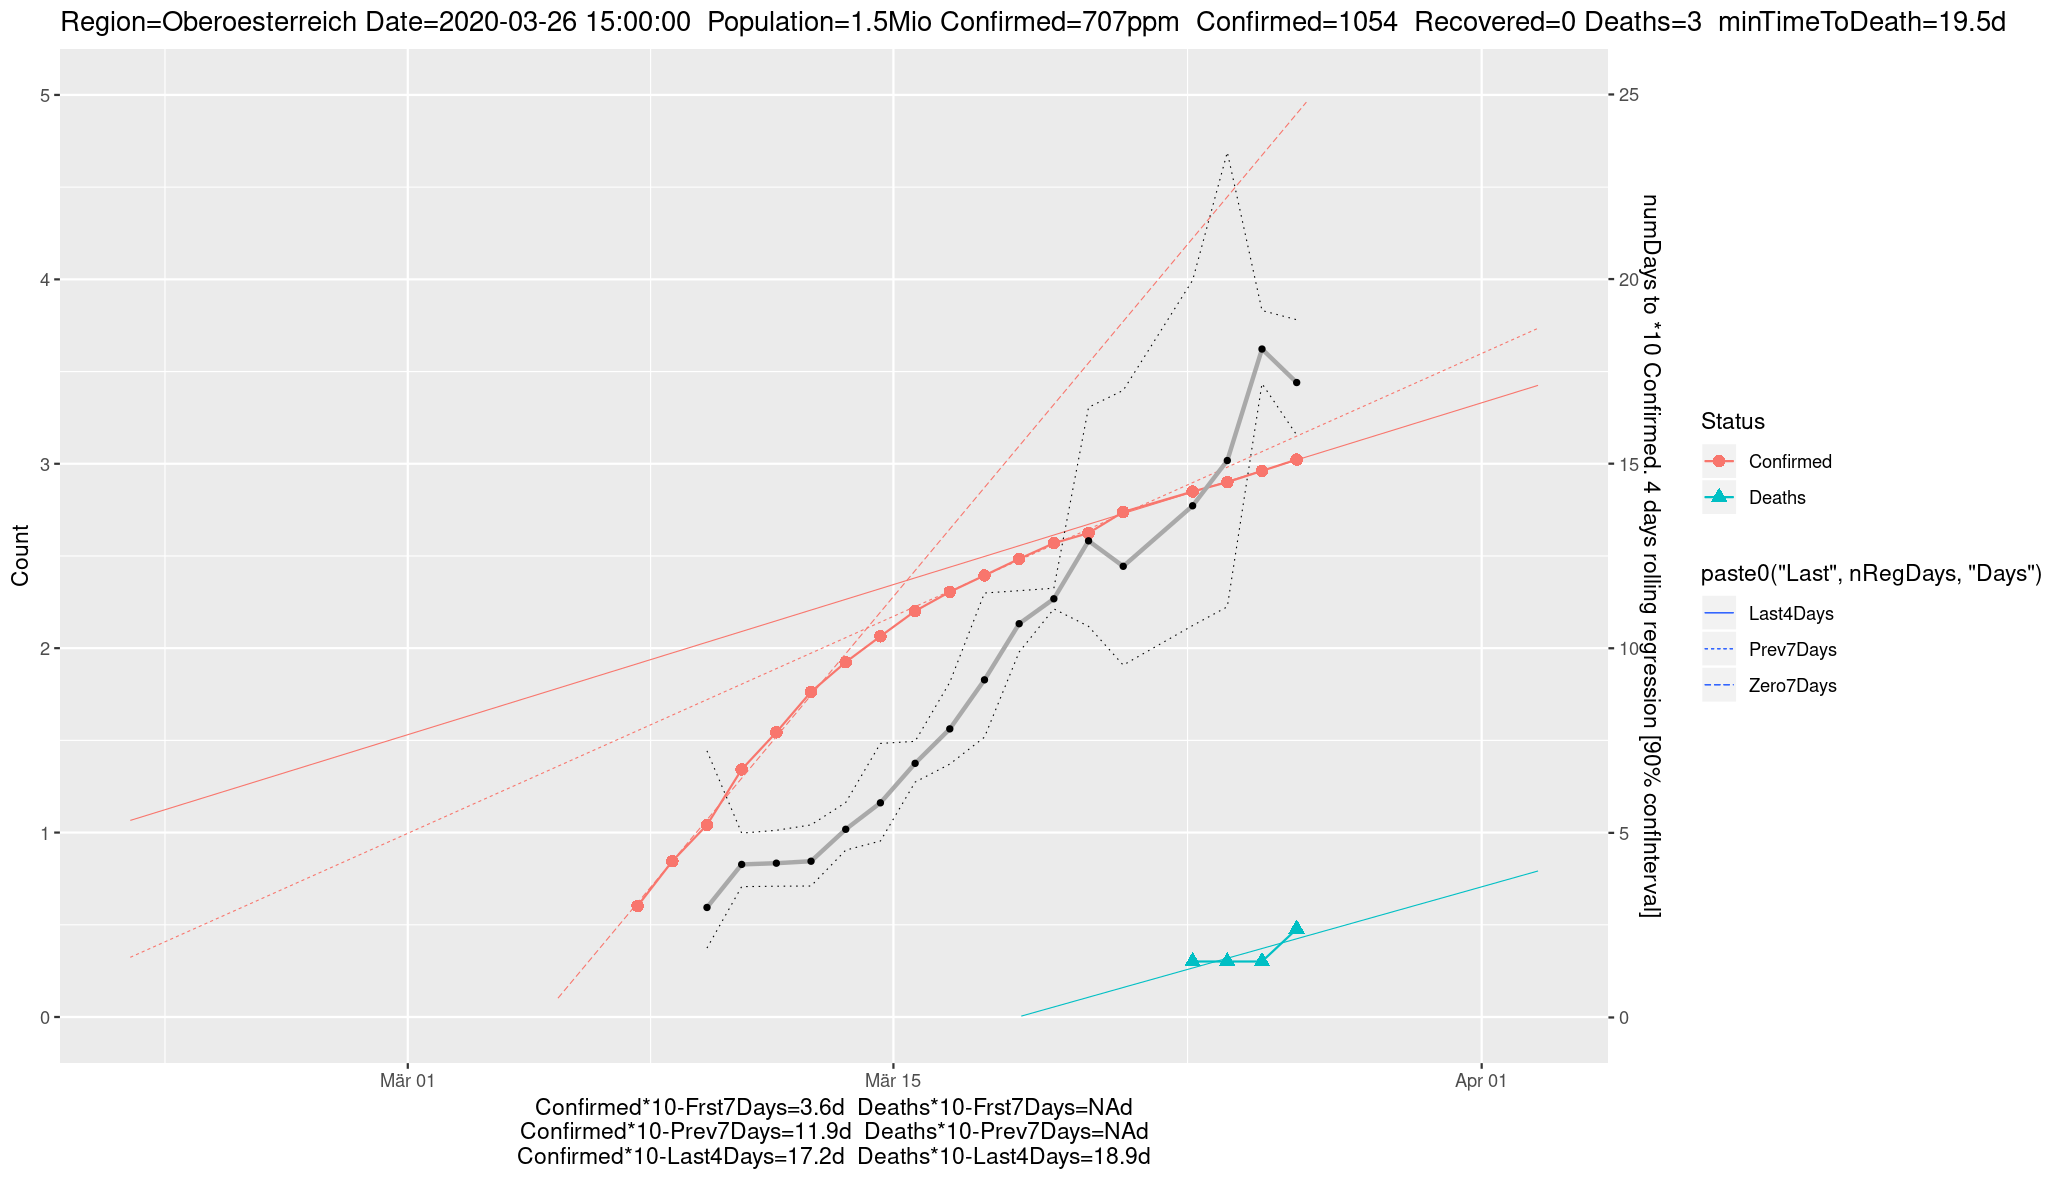 Region=Oberoesterreich Date=2020-03-26 15:00:00  Population=1.5Mio Confirmed=707ppm  Confirmed=1054  Recovered=0 Deaths=3  minTimeToDeath=19.5d
5
4
3
2
1
0
Count
25
20
15
10
5
0
numDays to *10 Confirmed. 4 days rolling regression [90% confInterval]
Mär 01
Mär 15
Apr 01
Confirmed*10-Frst7Days=3.6d  Deaths*10-Frst7Days=NAd
Confirmed*10-Prev7Days=11.9d  Deaths*10-Prev7Days=NAd
Confirmed*10-Last4Days=17.2d  Deaths*10-Last4Days=18.9d
Status
Confirmed
Deaths
paste0("Last", nRegDays, "Days")
Last4Days
Prev7Days
Zero7Days